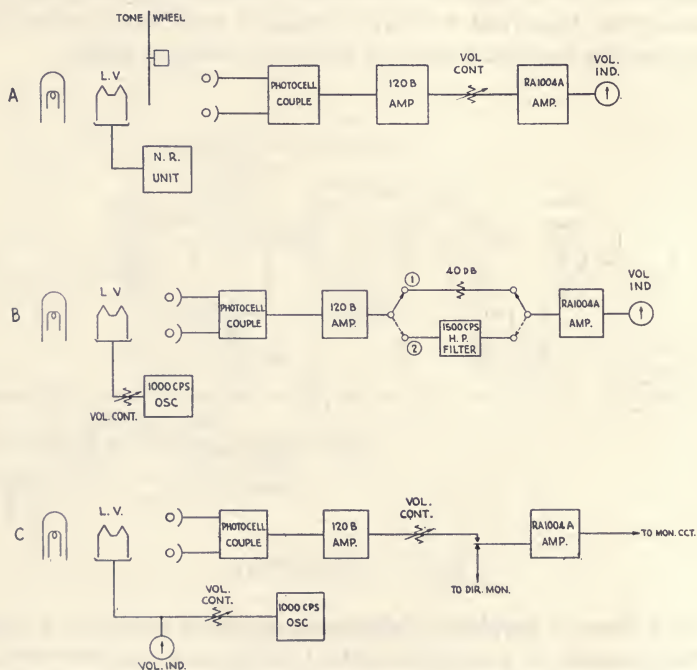 TONE WHEEL
A
L.V.
N. R.
UNIT
PHOTOCELL
COUPLE
120 B
AMP
VOL
CONT
RA1004A
AMP.
VOL.
IND.
B
L V
VOL. CONT.
1000 CPS
OSC
PHOTOCELL
COUPLE
120 B
AMP.
①
40 DB
②
1500 CPS
H. P.
FILTER
RA1004A
AMP.
VOL
IND
C
L. V.
VOL. IND.
VOL.
CONT.
1000 CPS
OSC
PHOTOCELL
COUPLE
120 B
AMP.
VOL.
CONT.
TO DIR. MON.
RA1004A
AMP.
TO MON. CCT.